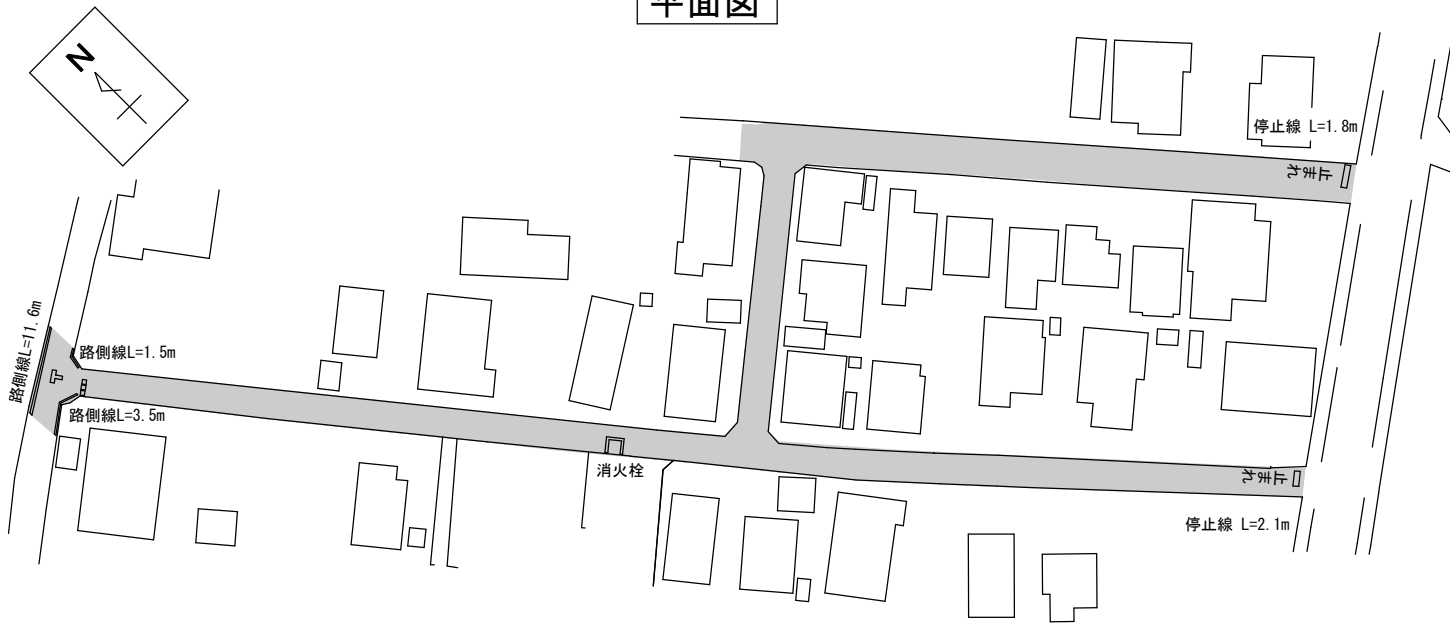 平面図
N
停止線 L=1.8m
止まれ
路側線L=11.6m
路側線L=1.5m
路側線L=3.5m
消火栓
止まれ
停止線 L=2.1m